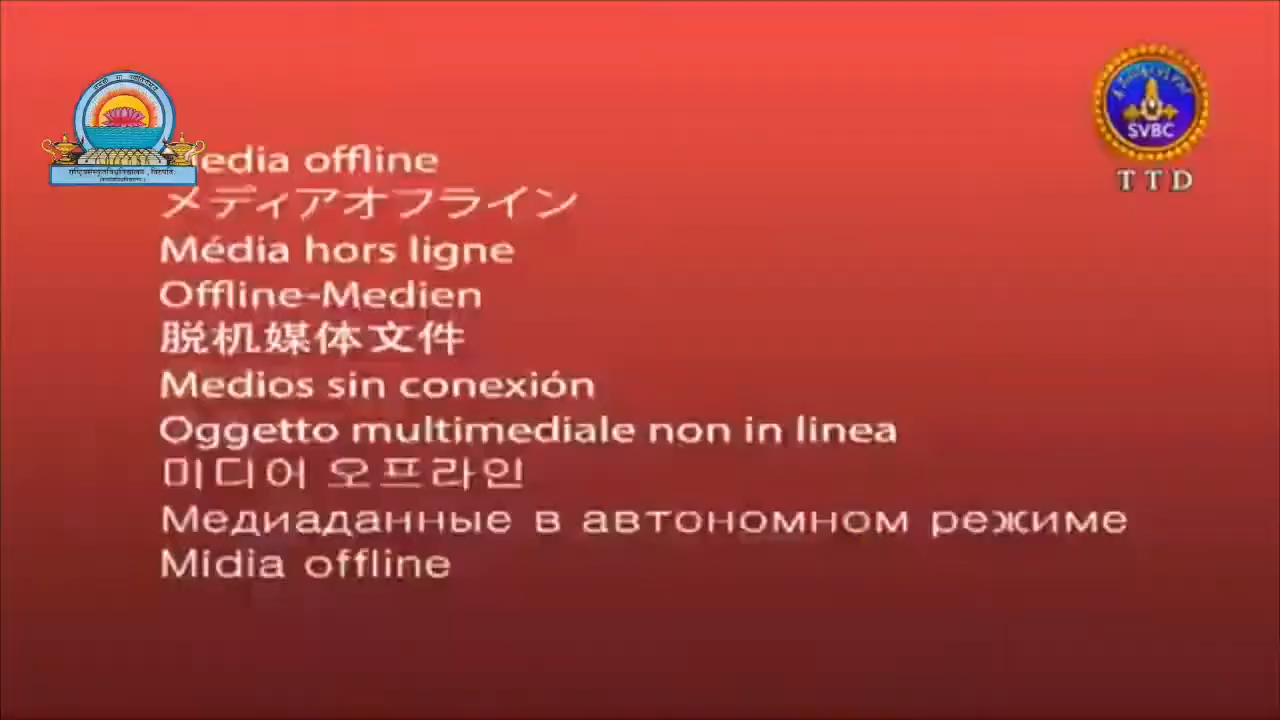 Media offline
メディアオフライン
Média hors ligne
Offline-Medien
脱机媒体文件
Medios sin conexión
Oggetto multimediale non in linea
미디어 오프라인
Медиаданные в автономном режиме
Mídia offline
SVBC
TTD